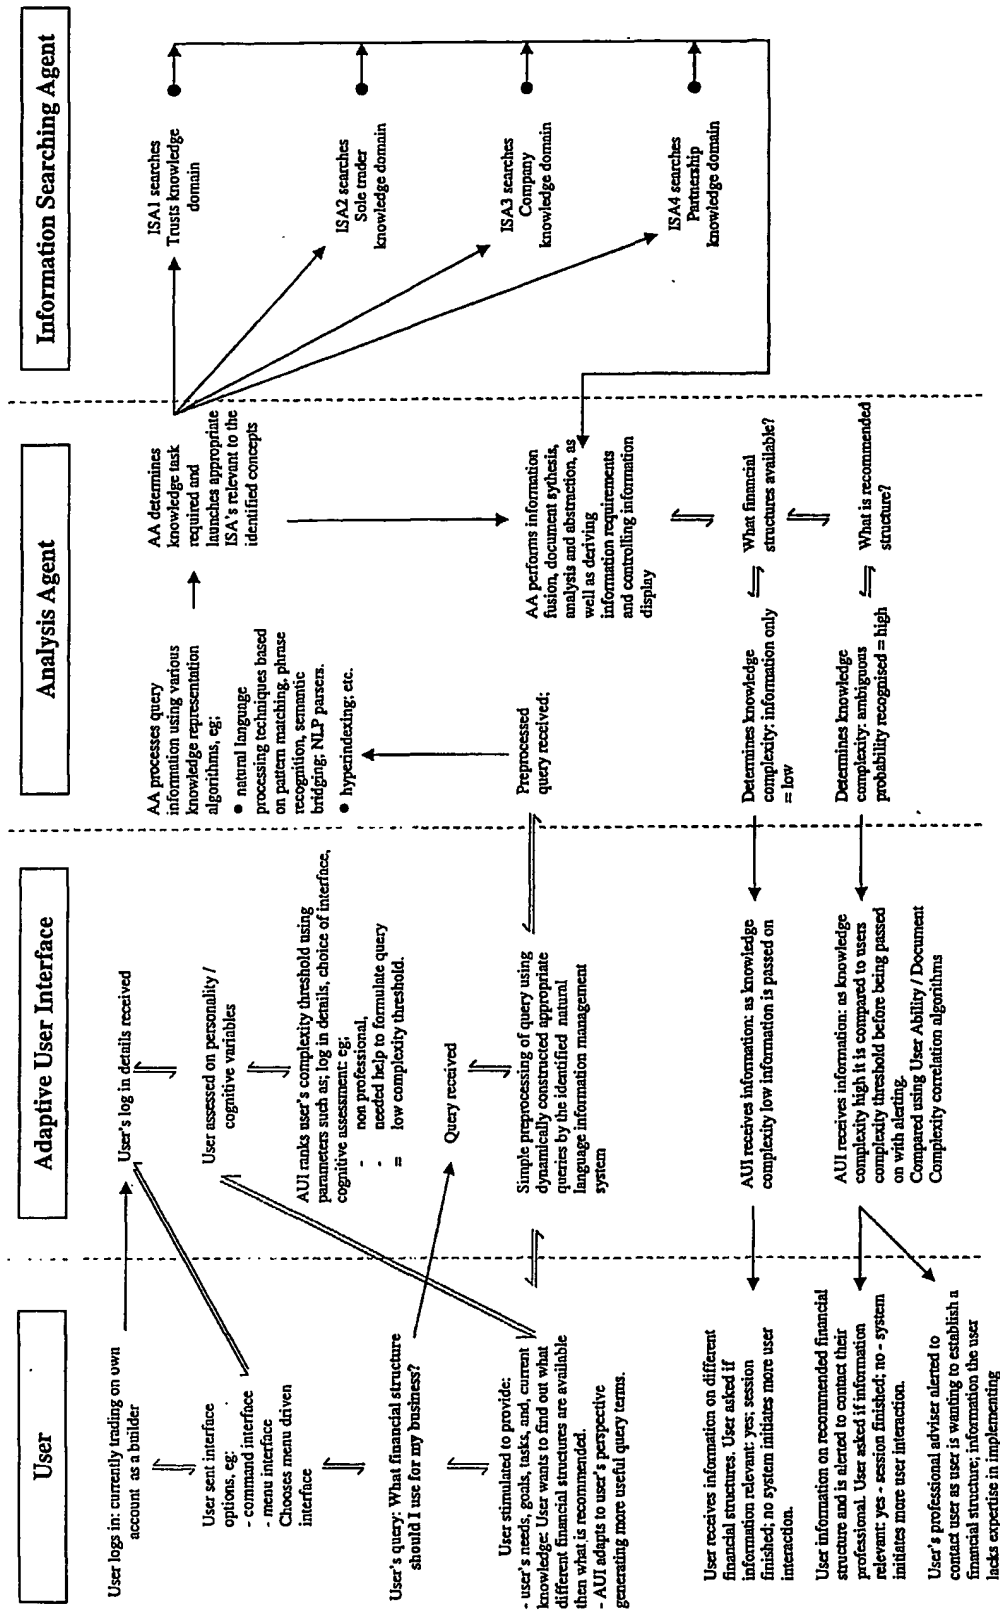 User
Adaptive User Interface
Analysis Agent
Information Searching Agent
User logs in: currently trading on own
account as a builder
User sent interface
options, eg:
- command interface
- menu interface
Chooses menu driven
interface
User's query: What financial structure
should I use for my business?
User stimulated to provide:
- user's needs, goals, tasks, and, current
knowledge: User wants to find out what
different financial structures are available
then what is recommended.
- AUI adapts to user's perspective
generating more useful query terms.
User receives information on different
financial structures. User asked if
information relevant: yes; session
finished; no system initiates more user
interaction.
User information on recommended financial
structure and is alerted to contact their
professional. User asked if information
relevant: yes - session finished; no - system
initiates more user interaction.
User's professional adviser alerted to
contact user as user is wanting to establish a
financial structure; information the user
lacks expertise in implementing
User's log in details received
User assessed on personality /
cognitive variables
AUI ranks user's complexity threshold using
parameters such as; log in details, choice of interface,
cognitive assessment: eg;
- non professional,
- needed help to formulate query
= low complexity threshold.
Query received
Simple preprocessing of query using
dynamically constructed appropriate
queries by the identified natural
language information management
system
AUI receives information: as knowledge
complexity low information is passed on
AUI receives information: as knowledge
complexity high it is compared to users
complexity threshold before being passed
on with alerting.
Compared using User Ability / Document
Complexity correlation algorithms
AA processes query
information using various
knowledge representation
algorithms, eg;
● natural language
processing techniques based
on pattern matching, phrase
recognition, semantic
bridging; NLP parsers.
● hyperindexing; etc.
Preprocessed
query received;
Determines knowledge
complexity: information only
= low
Determines knowledge
complexity: ambiguous
probability recognised = high
AA determines
knowledge task
required and
launches appropriate
ISA's relevant to the
identified concepts
AA performs information
fusion, document sythesis,
analysis and abstraction, as
well as deriving
information requirements
and controlling information
display
What financial
structures available?
What is recommended
structure?
ISA1 searches
Trusts knowledge
domain
ISA2 searches
Sole trader
knowledge domain
ISA3 searches
Company
knowledge domain
ISA4 searches
Partnership
knowledge domain